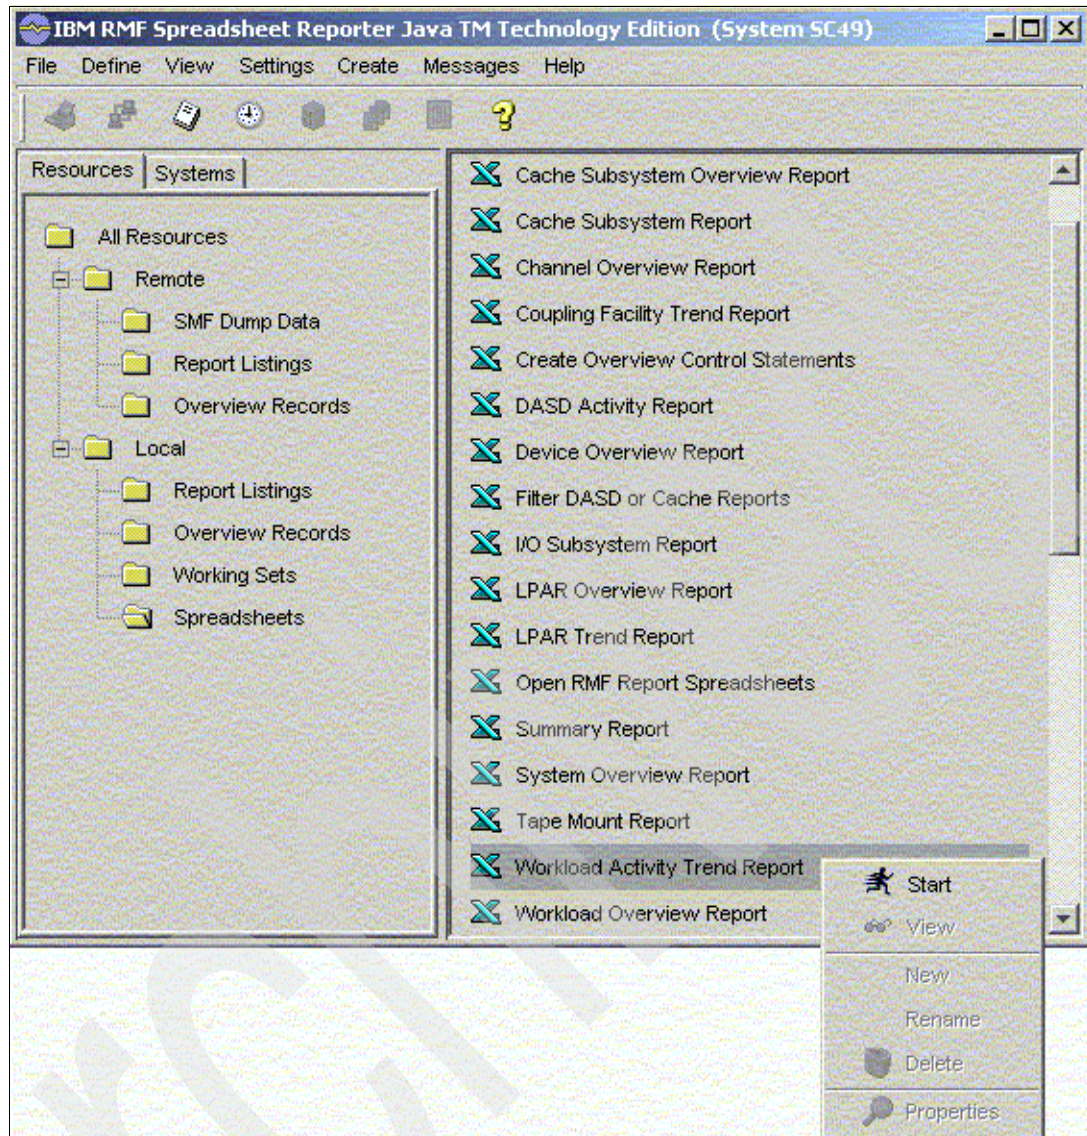 IBM RMF Spreadsheet Reporter Java TM Technology Edition (System SC49)
File Define View Settings Create Messages Help
Resources Systems
All Resources
Remote
SMF Dump Data
Report Listings
Overview Records
Local
Report Listings
Overview Records
Working Sets
Spreadsheets
Cache Subsystem Overview Report
Cache Subsystem Report
Channel Overview Report
Coupling Facility Trend Report
Create Overview Control Statements
DASD Activity Report
Device Overview Report
Filter DASD or Cache Reports
I/O Subsystem Report
LPAR Overview Report
LPAR Trend Report
Open RMF Report Spreadsheets
Summary Report
System Overview Report
Tape Mount Report
Workload Activity Trend Report
Workload Overview Report
Start
View
New
Rename
Delete
Properties